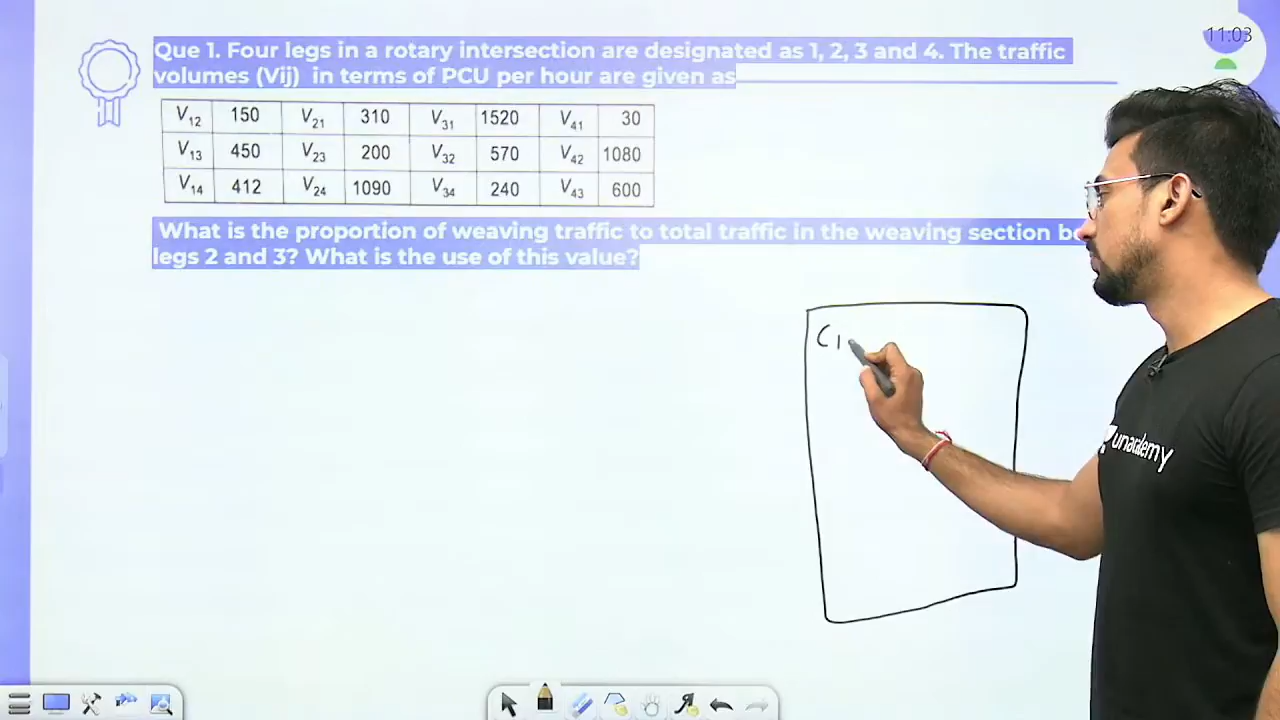 11:03
Que 1. Four legs in a rotary intersection are designated as 1, 2, 3 and 4. The traffic
volumes (Vij) in terms of PCU per hour are given as
V12 150 V21 310 V31 1520 V41 30
V13 450 V23 200 V32 570 V42 1080
V14 412 V24 1090 V34 240 V43 600
What is the proportion of weaving traffic to total traffic in the weaving section
legs 2 and 3? What is the use of this value?
(1
unacademy